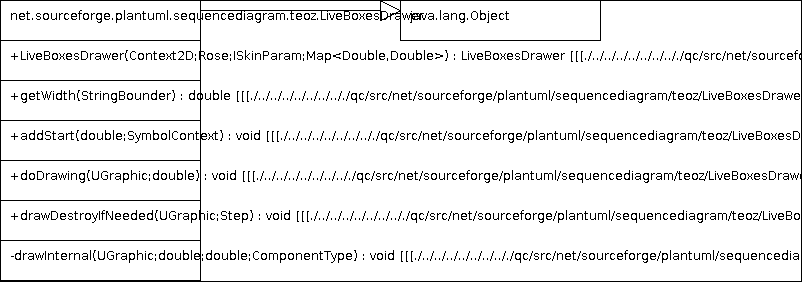 net.sourceforge.plantuml.sequencediagram.teoz.LiveBoxesDrawer
java.lang.Object
+LiveBoxesDrawer(Context2D;Rose;ISkinParam;Map<Double,Double>) : LiveBoxesDrawer [[[./../../../../../../../../qc/src/net/sourcefo
+getWidth(StringBounder) : double [[[./../../../../../../../../qc/src/net/sourceforge/plantuml/sequencediagram/teoz/LiveBoxesDrawe
+addStart(double;SymbolContext) : void [[[./../../../../../../../../qc/src/net/sourceforge/plantuml/sequencediagram/teoz/LiveBoxesD
+doDrawing(UGraphic;double) : void [[[./../../../../../../../../qc/src/net/sourceforge/plantuml/sequencediagram/teoz/LiveBoxesDraw
+drawDestroyIfNeeded(UGraphic;Step) : void [[[./../../../../../../../../qc/src/net/sourceforge/plantuml/sequencediagram/teoz/LiveBo
-drawInternal(UGraphic;double;double;ComponentType) : void [[[./../../../../../../../../qc/src/net/sourceforge/plantuml/sequencedia